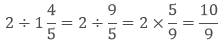 2 ÷ 1 4/5 = 2 ÷ 9/5 = 2 × 5/9 = 10/9